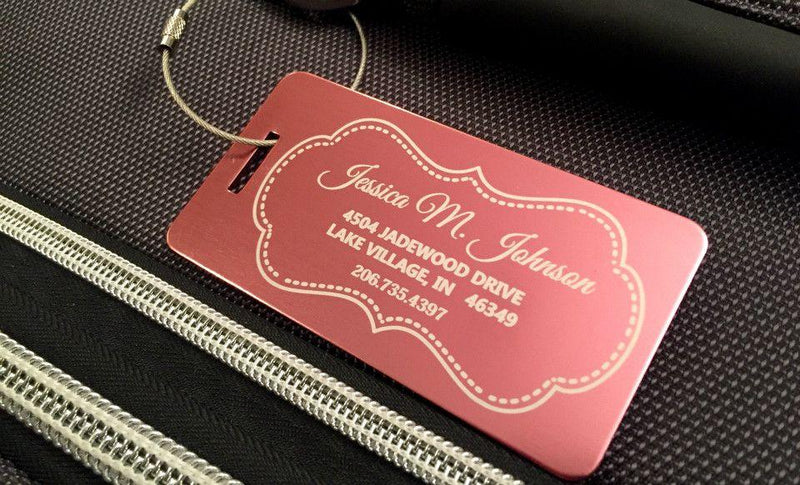 Jessica M. Johnson
4504 JADEWOOD DRIVE
LAKE VILLAGE, IN 46349
206.735.4397